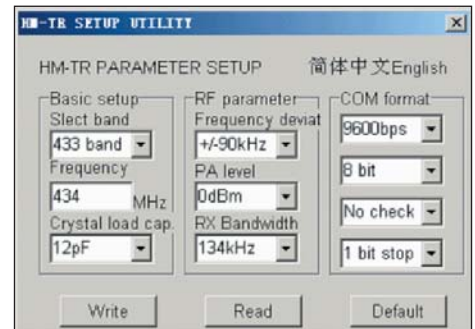 HM-TR SETUP UTILITY
HM-TR PARAMETER SETUP
简体中文English
Basic setup
Slect band
433 band
Frequency
434
MHz
Crystal load cap.
12pF
RF parameter
Frequency deviat
+/-90kHz
PA level
0dBm
RX Bandwidth
134kHz
COM format
9600bps
8 bit
No check
1 bit stop
Write
Read
Default